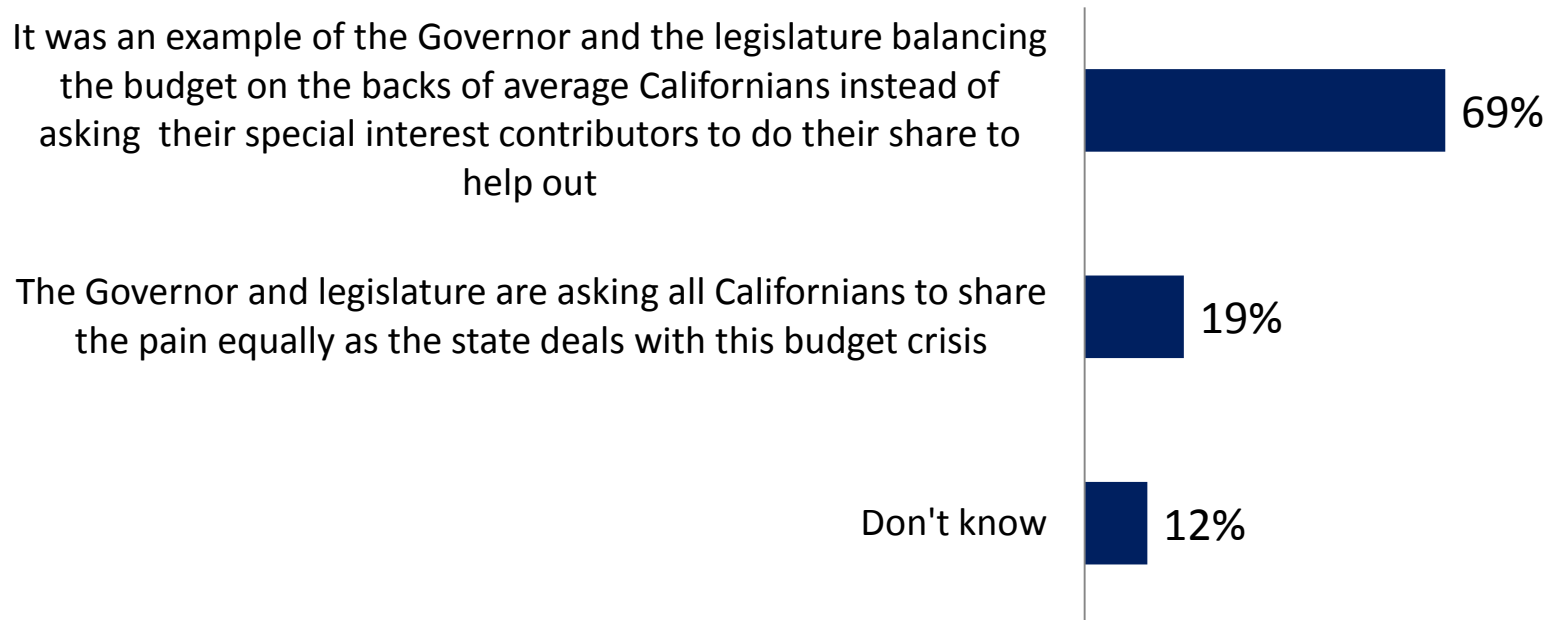 It was an example of the Governor and the legislature balancing
the budget on the backs of average Californians instead of
asking  their special interest contributors to do their share to
help out
69%
The Governor and legislature are asking all Californians to share
the pain equally as the state deals with this budget crisis
19%
Don't know
12%